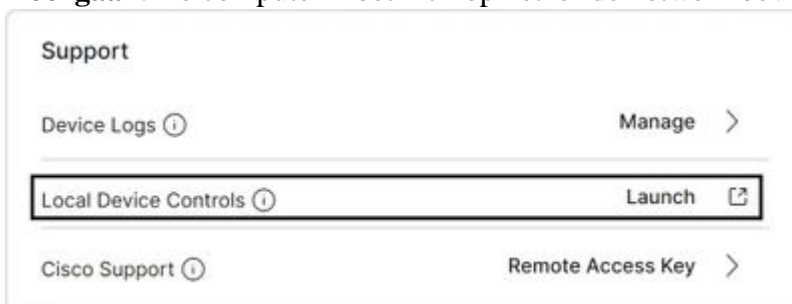 Support
Device Logs Manage
Local Device Controls Launch
Cisco Support Remote Access Key